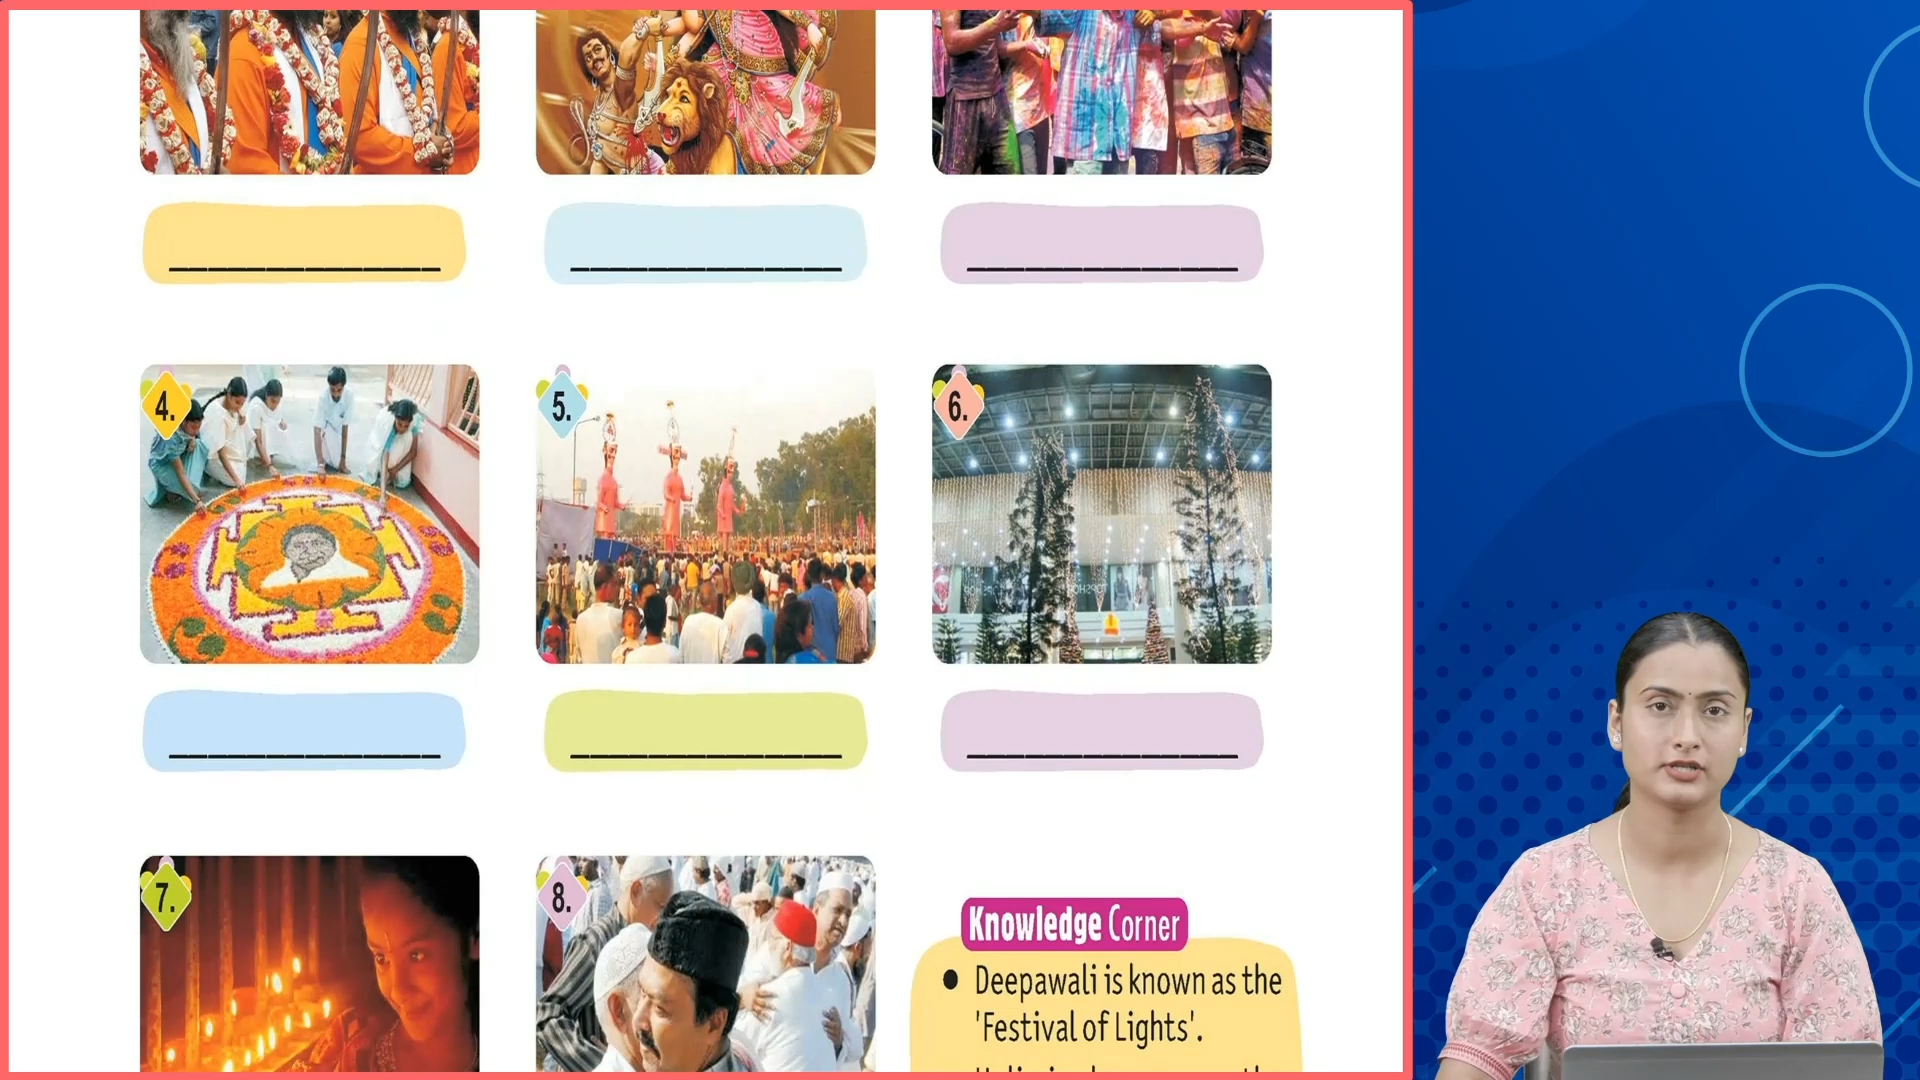 4.
5.
6.
7.
8.
Knowledge Corner
● Deepawali is known as the
'Festival of Lights'.